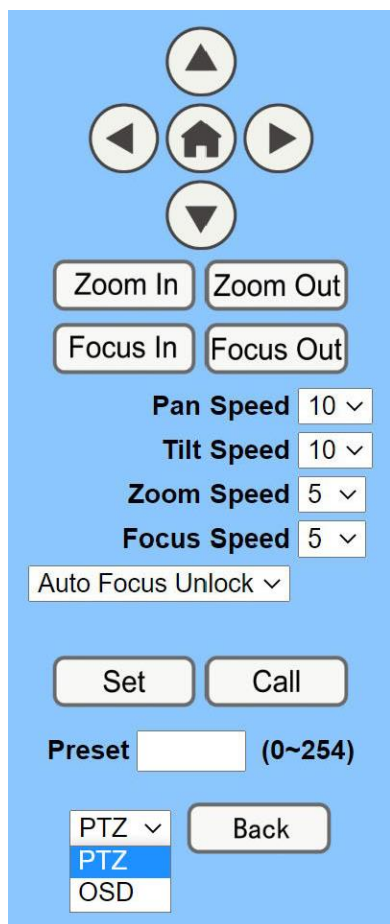 Zoom In Zoom Out
Focus In Focus Out
Pan Speed 10
Tilt Speed 10
Zoom Speed 5
Focus Speed 5
Auto Focus Unlock
Set Call
Preset (0~254)
PTZ Back
PTZ
OSD